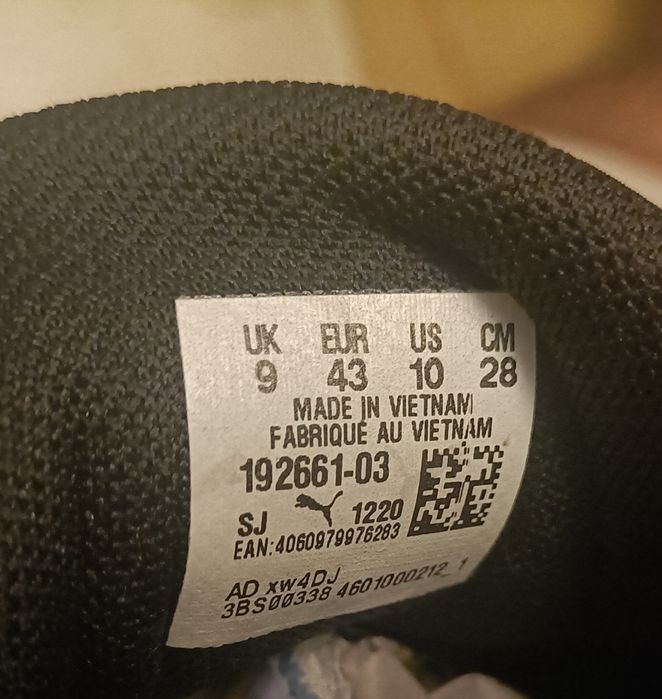 UK EUR US CM
9 43 10 28
MADE IN VIETNAM
FABRIQUE AU VIETNAM
192661-03
SJ 1220
EAN:4060979976283
AD xw4DJ
3BS00338 4601000212_1